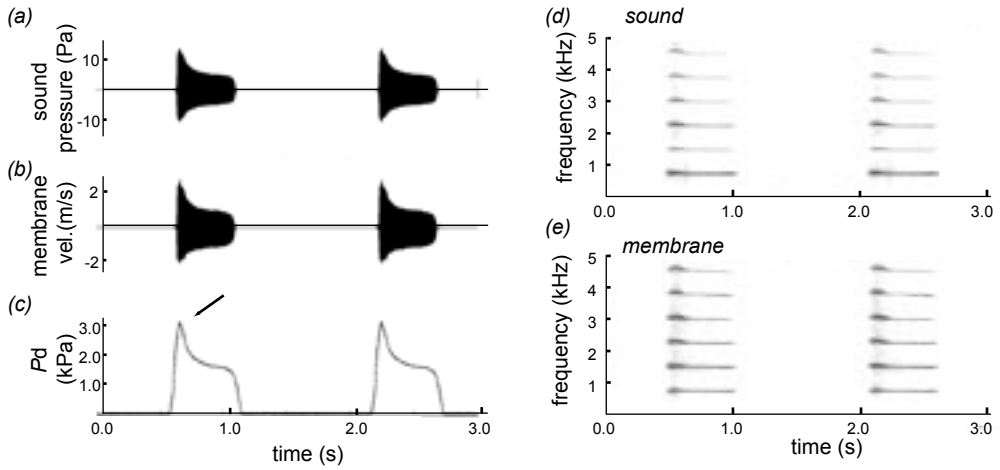 (a)
sound
pressure (Pa)
10
-10
(b)
membrane
vel.(m/s)
2
-2
(c)
Pd
(kPa)
3.0
2.0
1.0
0.0
1.0
2.0
3.0
time (s)
(d)
sound
frequency (kHz)
5
4
3
2
1
0.0
1.0
2.0
3.0
(e)
membrane
frequency (kHz)
5
4
3
2
1
0.0
1.0
2.0
3.0
time (s)